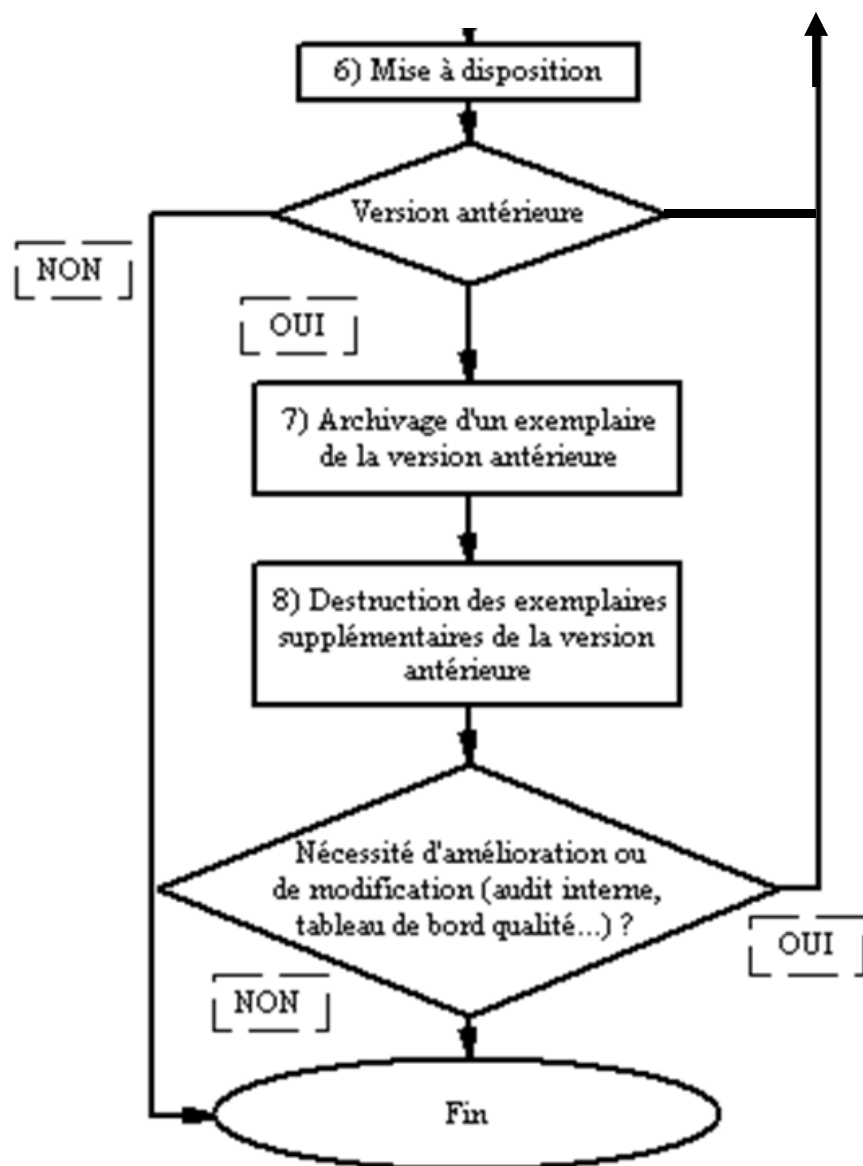 6) Mise à disposition
Version antérieure
NON
OUI
7) Archivage d'un exemplaire
de la version antérieure
8) Destruction des exemplaires
supplémentaires de la version
antérieure
Nécessité d'amélioration ou
de modification (audit interne,
tableau de bord qualité...) ?
OUI
NON
Fin